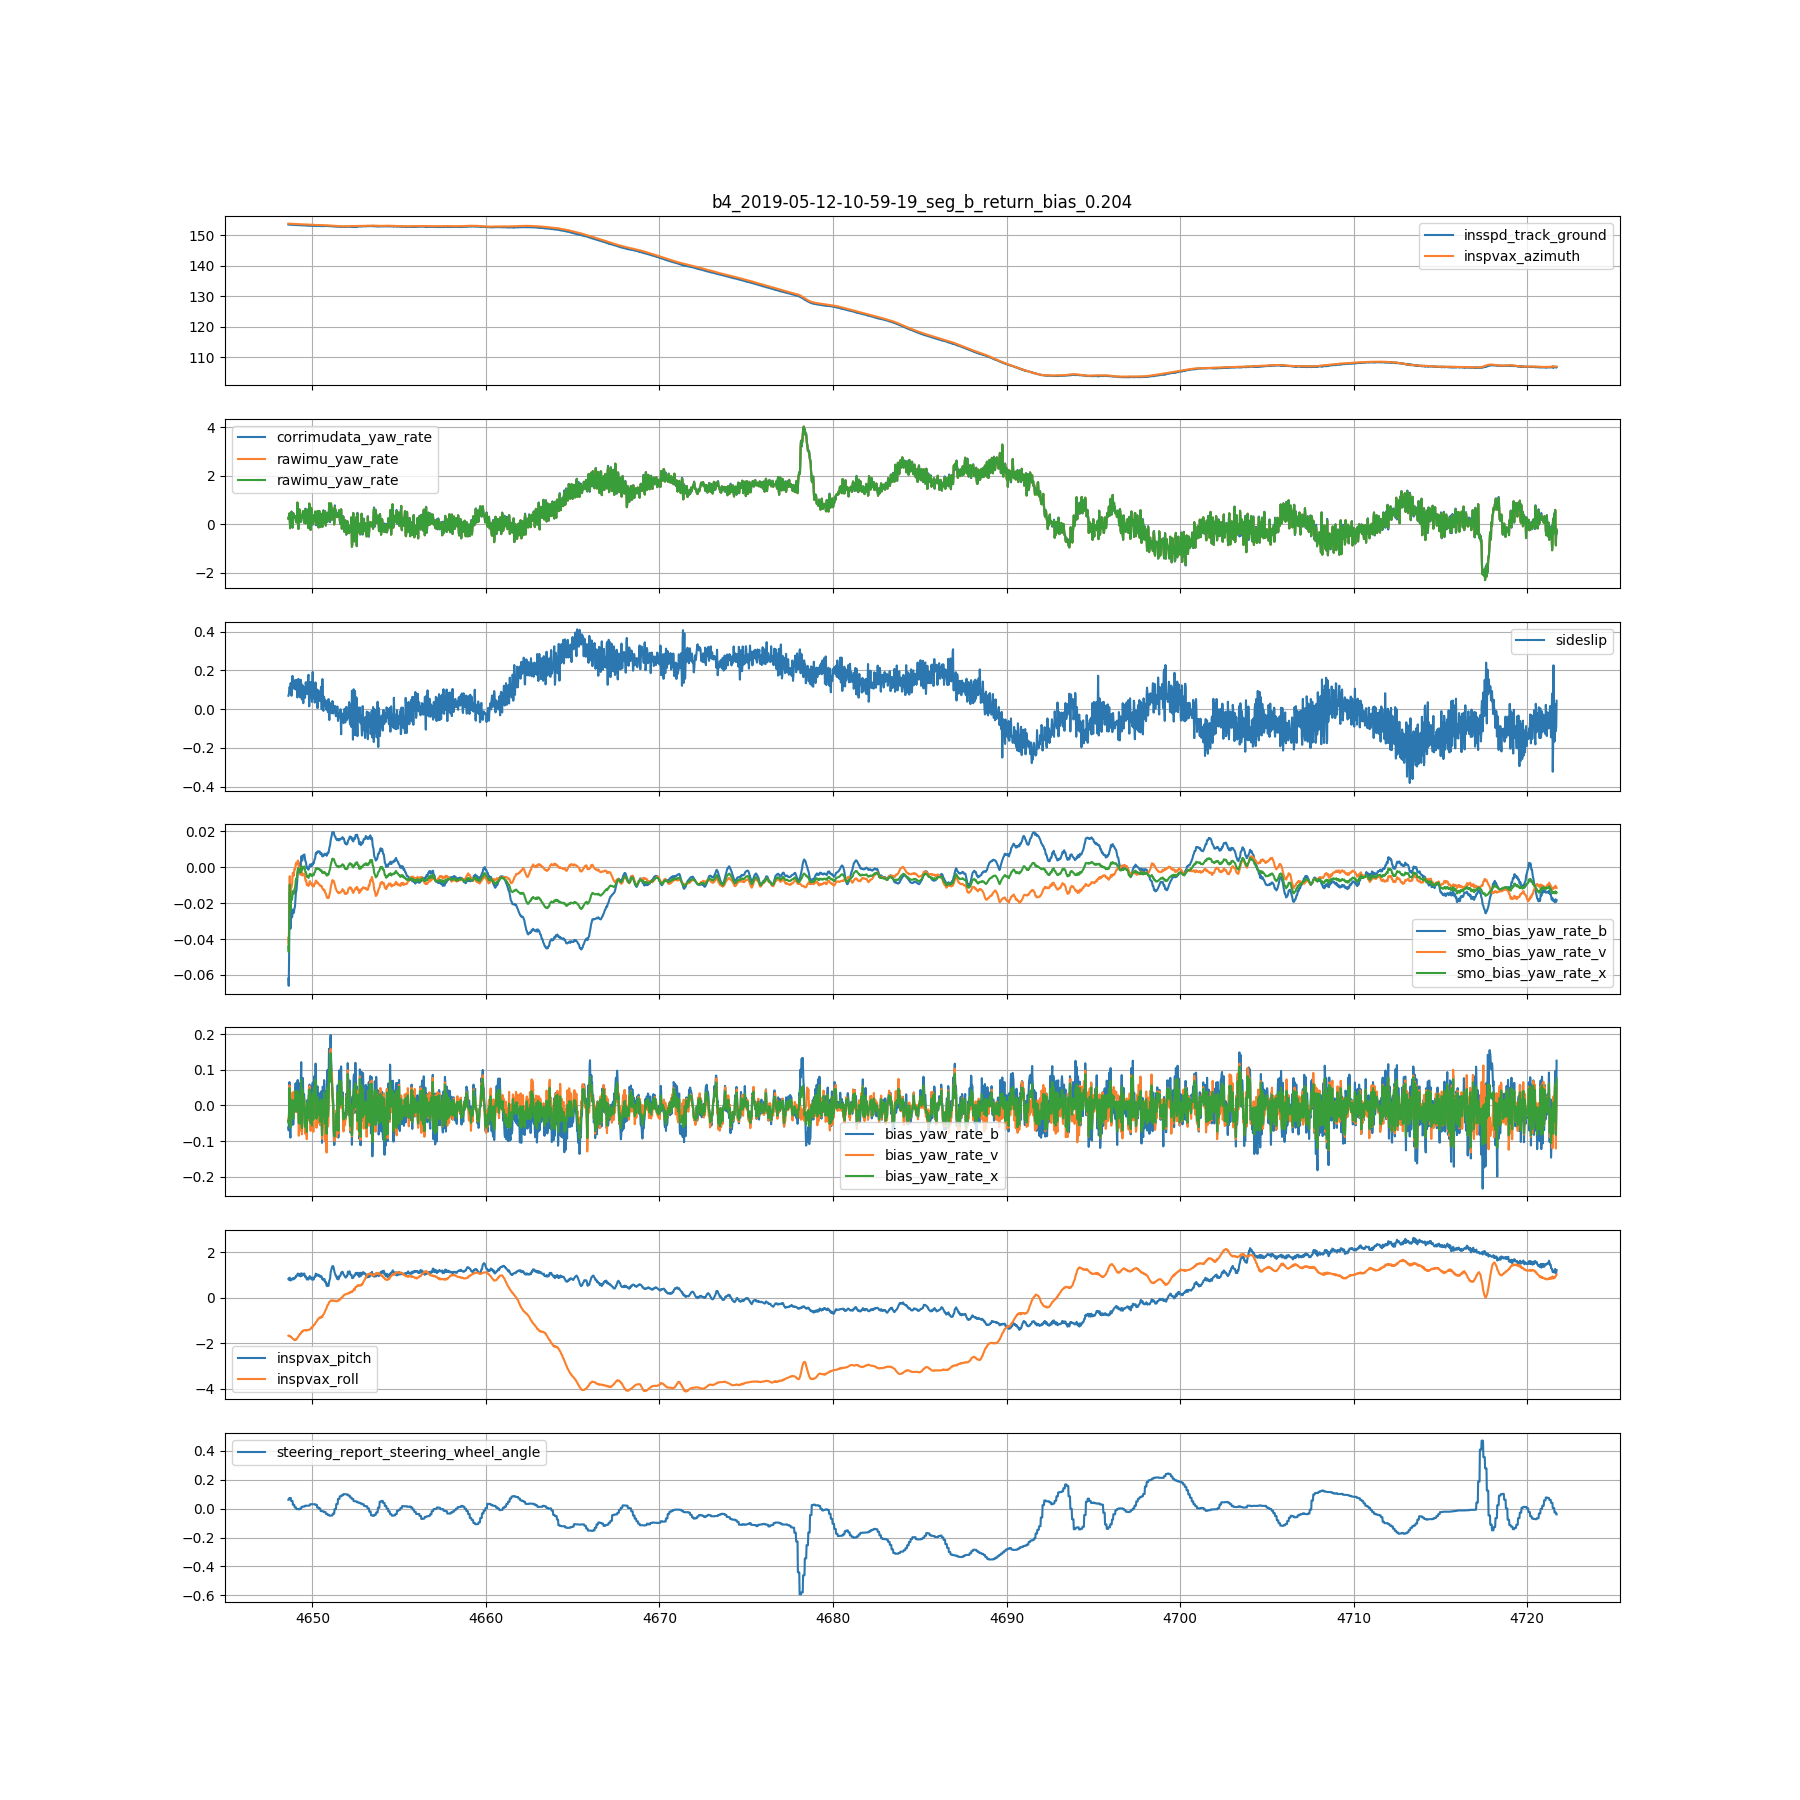 b4_2019-05-12-10-59-19_seg_b_return_bias_0.204
150
140
130
120
110
insspd_track_ground
inspvax_azimuth
4
2
0
−2
corrimudata_yaw_rate
rawimu_yaw_rate
rawimu_yaw_rate
0.4
0.2
0.0
−0.2
−0.4
sideslip
0.02
0.00
−0.02
−0.04
−0.06
smo_bias_yaw_rate_b
smo_bias_yaw_rate_v
smo_bias_yaw_rate_x
0.2
0.1
0.0
−0.1
−0.2
bias_yaw_rate_b
bias_yaw_rate_v
bias_yaw_rate_x
2
0
−2
−4
inspvax_pitch
inspvax_roll
0.4
0.2
0.0
−0.2
−0.4
−0.6
steering_report_steering_wheel_angle
4650 4660 4670 4680 4690 4700 4710 4720